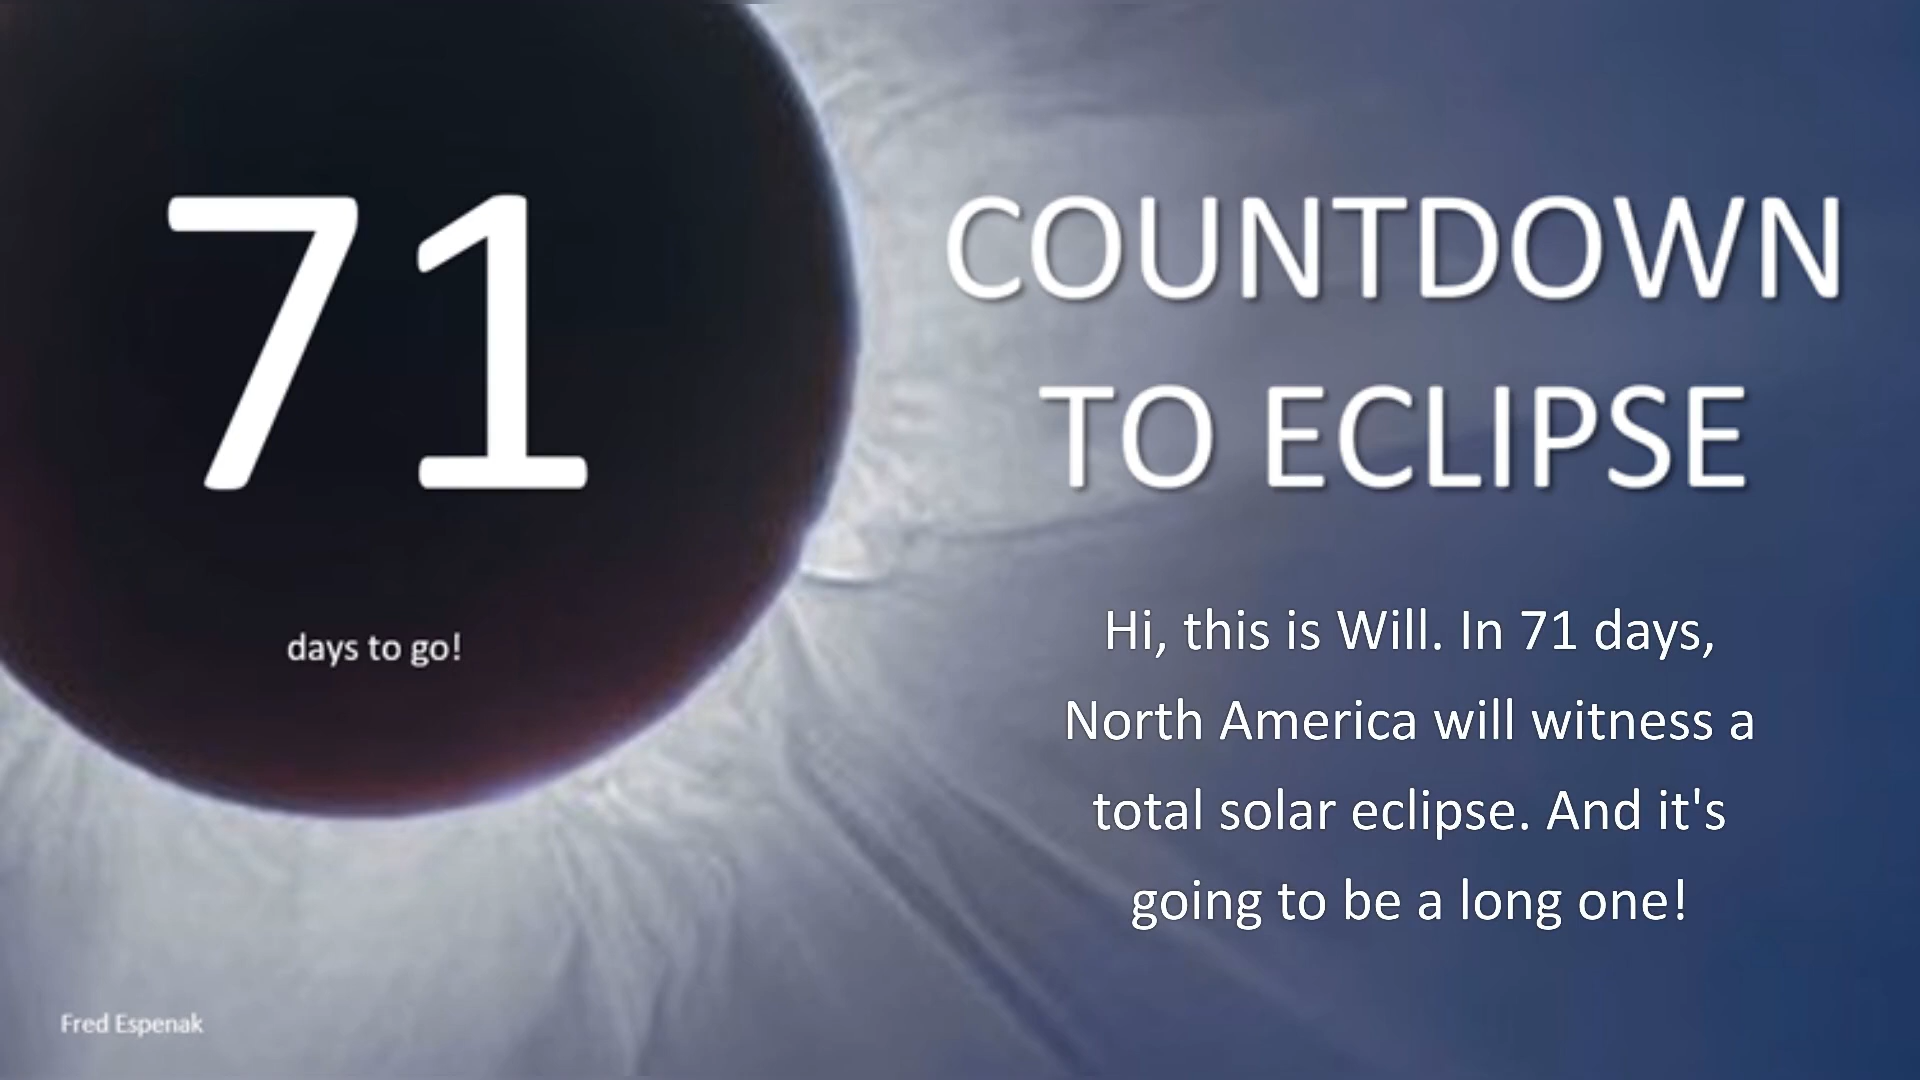 71
days to go!
COUNTDOWN
TO ECLIPSE
Hi, this is Will. In 71 days,
North America will witness a
total solar eclipse. And it's
going to be a long one!
Fred Espenak